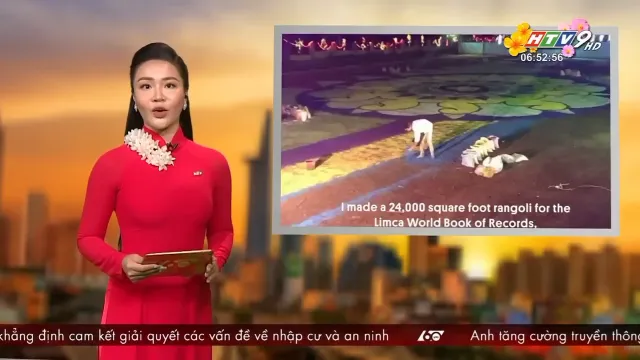 HTV9 HD
06:52:56
I made a 24,000 square foot rangoli for the
Limca World Book of Records,
khẳng định cam kết giải quyết các vấn đề về nhập cư và an ninh
Anh tăng cường truyền thông